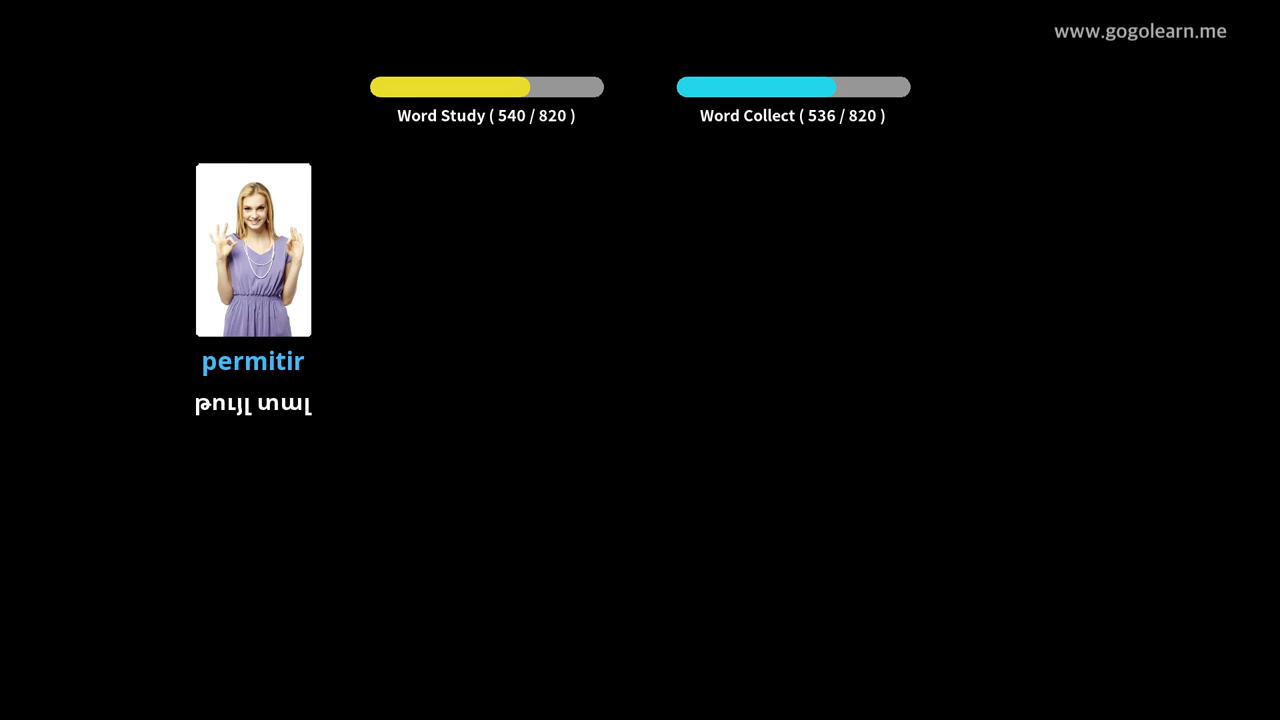 www.gogolearn.me
Word Study ( 540 / 820 )
Word Collect ( 536 / 820 )
permitir
թույլ տալ